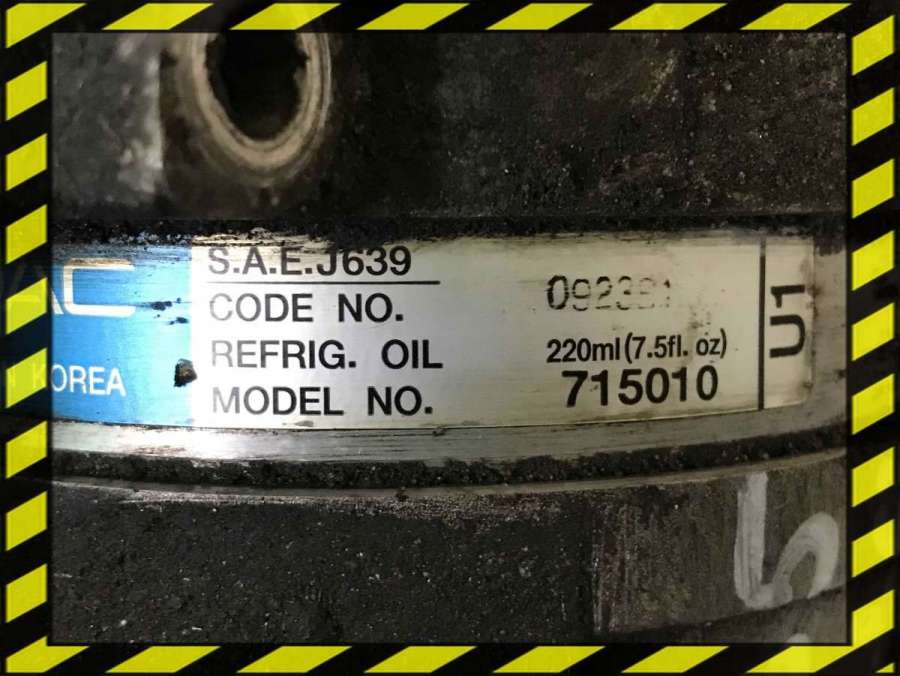 AC
KOREA
S.A.E.J639
CODE NO.
REFRIG. OIL 220ml (7.5fl. oz)
MODEL NO. 715010
U1